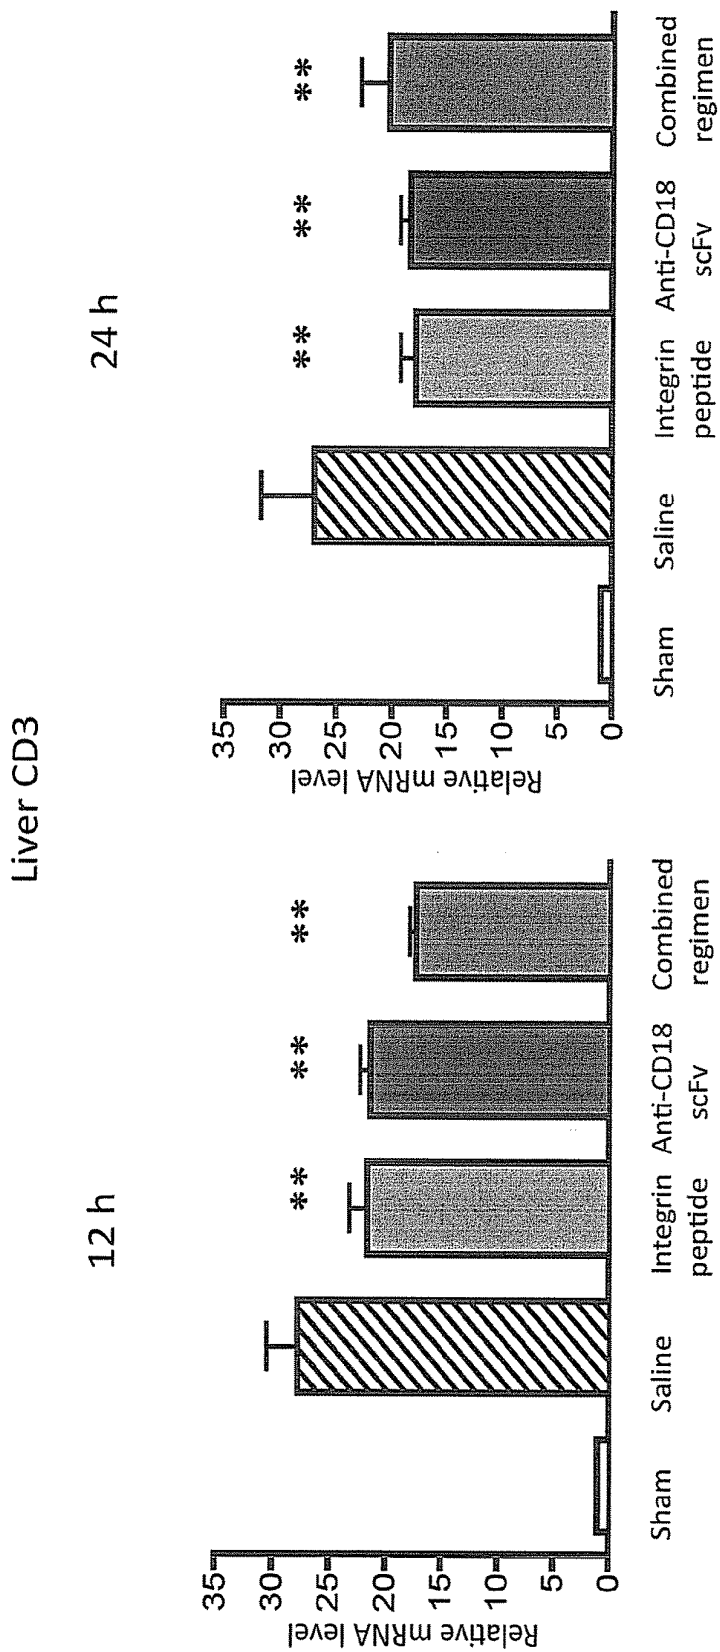 Liver CD3
12 h
Relative mRNA level
35
30
25
20
15
10
5
0
**
**
**
Sham
Saline
Integrin
peptide
Anti-CD18
scFv
Combined
regimen
24 h
Relative mRNA level
35
30
25
20
15
10
5
0
**
**
**
Sham
Saline
Integrin
peptide
Anti-CD18
scFv
Combined
regimen